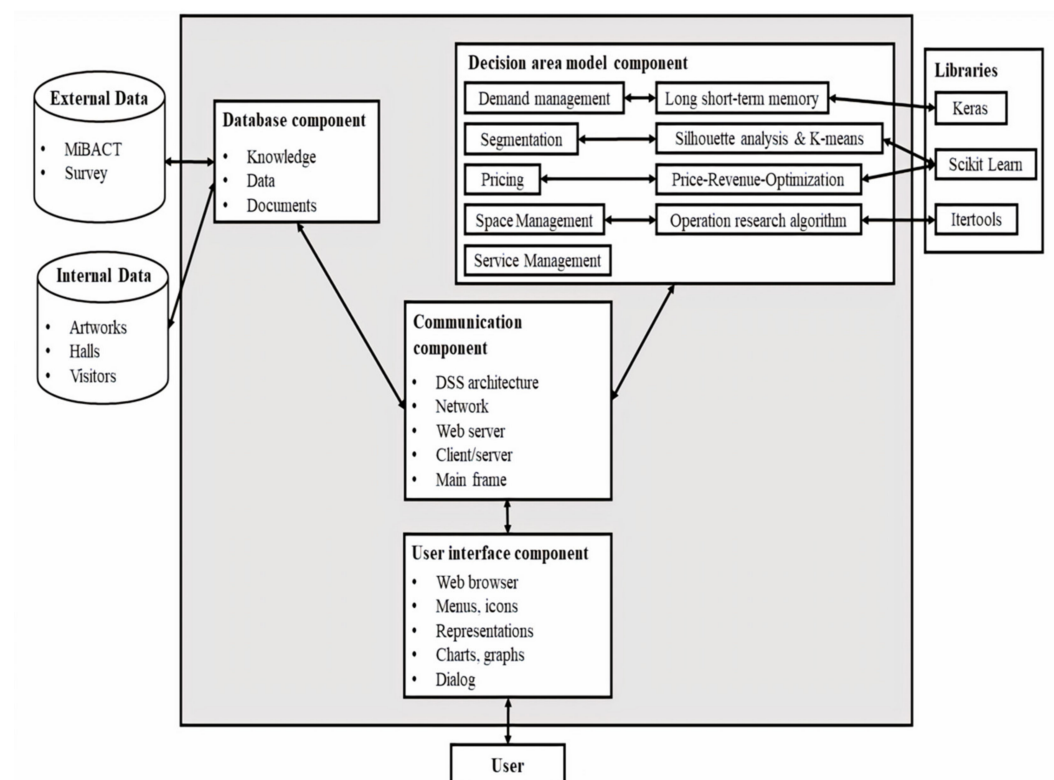 External Data
• MiBACT
• Survey
Internal Data
• Artworks
• Halls
• Visitors
Database component
• Knowledge
• Data
• Documents
Decision area model component
Demand management
Long short-term memory
Segmentation
Silhouette analysis & K-means
Pricing
Price-Revenue-Optimization
Space Management
Operation research algorithm
Service Management
Libraries
Keras
Scikit Learn
Itertools
Communication
component
• DSS architecture
• Network
• Web server
• Client/server
• Main frame
User interface component
• Web browser
• Menus, icons
• Representations
• Charts, graphs
• Dialog
User